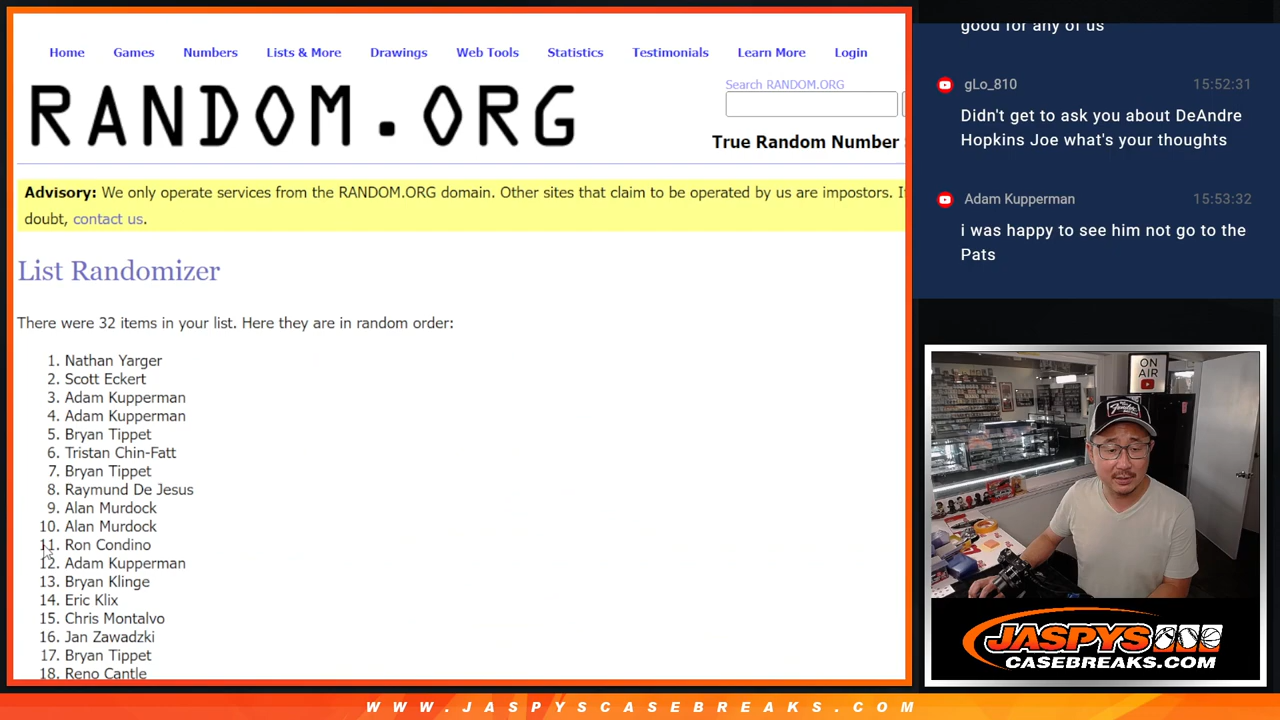 Home Games Numbers Lists & More Drawings Web Tools Statistics Testimonials Learn More Login
RANDOM.ORG
Search RANDOM.ORG
True Random Number
Advisory: We only operate services from the RANDOM.ORG domain. Other sites that claim to be operated by us are impostors. I
doubt, contact us.
List Randomizer
There were 32 items in your list. Here they are in random order:
1. Nathan Yarger
2. Scott Eckert
3. Adam Kupperman
4. Adam Kupperman
5. Bryan Tippet
6. Tristan Chin-Fatt
7. Bryan Tippet
8. Raymund De Jesus
9. Alan Murdock
10. Alan Murdock
11. Ron Condino
12. Adam Kupperman
13. Bryan Klinge
14. Eric Klix
15. Chris Montalvo
16. Jan Zawadzki
17. Bryan Tippet
18. Reno Cantle
good for any of us
gLo_810 15:52:31
Didn't get to ask you about DeAndre
Hopkins Joe what's your thoughts
Adam Kupperman 15:53:32
i was happy to see him not go to the
Pats
ON
AIR
JASPYS
CASEBREAKS.COM
WWW.JASPYSCASEBREAKS.COM